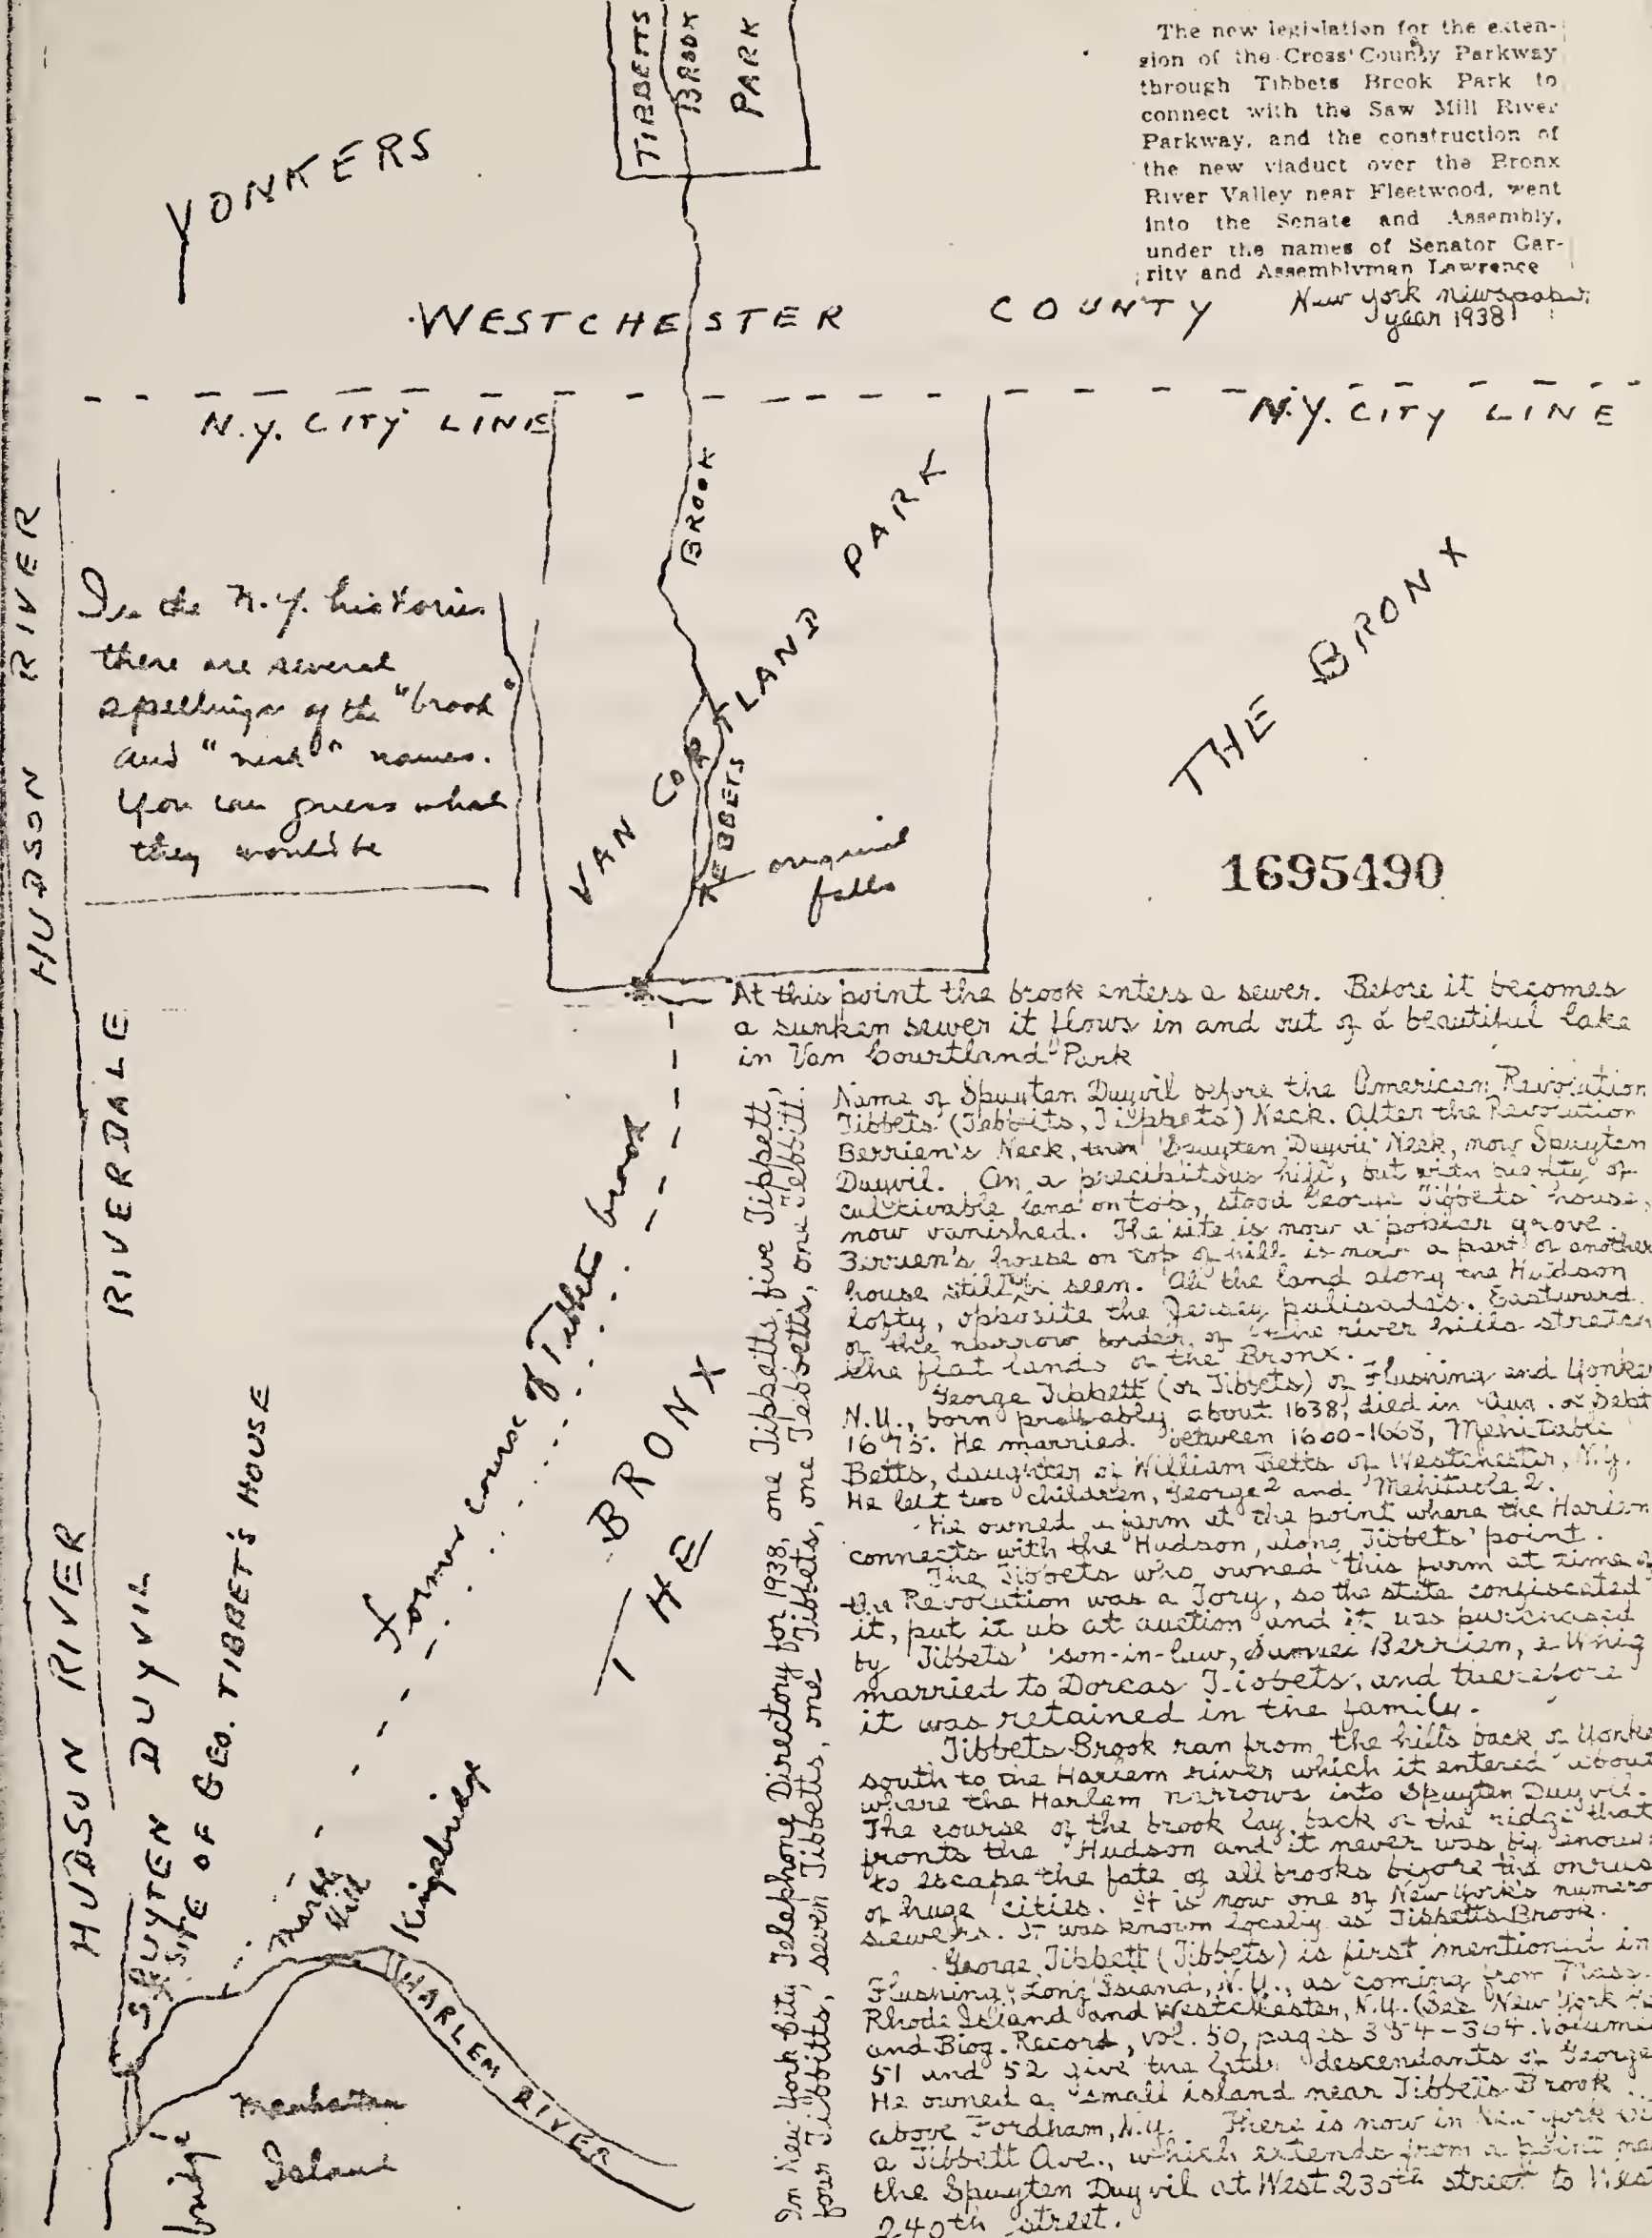 TIBBETTS
BROOK
PARK
The new legislation for the exten-
sion of the Cross County Parkway
through Tibbets Brook Park to
connect with the Saw Mill River
Parkway, and the construction of
the new viaduct over the Bronx
River Valley near Fleetwood, went
into the Senate and Assembly,
under the names of Senator Gar-
rity and Assemblyman Lawrence
New York newspaper
year 1938
YONKERS
WESTCHESTER COUNTY
N.Y. CITY LINE
N.Y. CITY LINE
HUDSON RIVER
In the N.Y. histories
there are several
spellings of the "brook"
and "neck" names.
You can guess what
they would be
BROOK
TEBBETS
VAN CORTLAND PARK
original
falls
THE BRONX
1695490
At this point the brook enters a sewer. Before it becomes
a sunken sewer it flows in and out of a beautiful lake
in Van Courtland Park
RIVERDALE
HUDSON RIVER
SPUYTEN DUYVIL
SITE OF GEO. TIBBET'S HOUSE
Former course of Tibbets brook
THE BRONX
Kingsbridge
HARLEM RIVER
Manhattan
Island
bridge
In New York City Telephone Directory for 1938, one Tibbetts, five Tippett,
four Tibbitts, seven Tibbetts, one Tibbets, one Tebbetts, one Tebbitt.
Name of Spuyten Duyvil before the American Revolution
Tibbets (Tebbits, Tippets) Neck. After the Revolution
Berrien's Neck, then Spuyten Duyvil Neck, now Spuyten
Duyvil. On a precipitous hill, but with plenty of
cultivable land on top, stood George Tibbets' house,
now vanished. The site is now a poplar grove.
Berrien's house on top of hill is now a part of another
house still seen. All the land along the Hudson
lofty, opposite the Jersey palisades. Eastward
of the narrow border of the river hills stretch
the flat lands of the Bronx.
George Tibbett (or Tibbets) of Flushing and Yonkers
N.Y., born probably about 1638, died in Aug. or Sept
1675. He married between 1660-1668, Mehitable
Betts, daughter of William Betts of Westchester, N.Y.
He left two children, George 2 and Mehitable 2.
He owned a farm at the point where the Harlem
connects with the Hudson, along Tibbets' point.
The Tibbets who owned this farm at time of
the Revolution was a Tory, so the state confiscated
it, put it up at auction and it was purchased
by Tibbets' son-in-law, Samuel Berrien, a Whig
married to Dorcas Tibbets, and therefore
it was retained in the family.
Tibbets Brook ran from the hills back of Yonke
south to the Harlem river which it entered about
where the Harlem narrows into Spuyten Duyvil.
The course of the brook lay back of the ridge that
fronts the Hudson and it never was big enough
to escape the fate of all brooks before the onrus
of huge cities. It is now one of New York's numero
sewers. It was known locally as Tibbetts Brook.
George Tibbett (Tibbets) is first mentioned in
Flushing, Long Island, N.Y., as coming from Mass.
Rhode Island and Westchester, N.Y. (See New York
and Biog. Record, vol. 50, pages 354-364. Volumes
51 and 52 give the later descendants of George
He owned a small island near Tibbets Brook
above Fordham, N.Y. There is now in New York
a Tibbett Ave., which extends from a point nea
the Spuyten Duyvil at West 230th street to West
240th street.